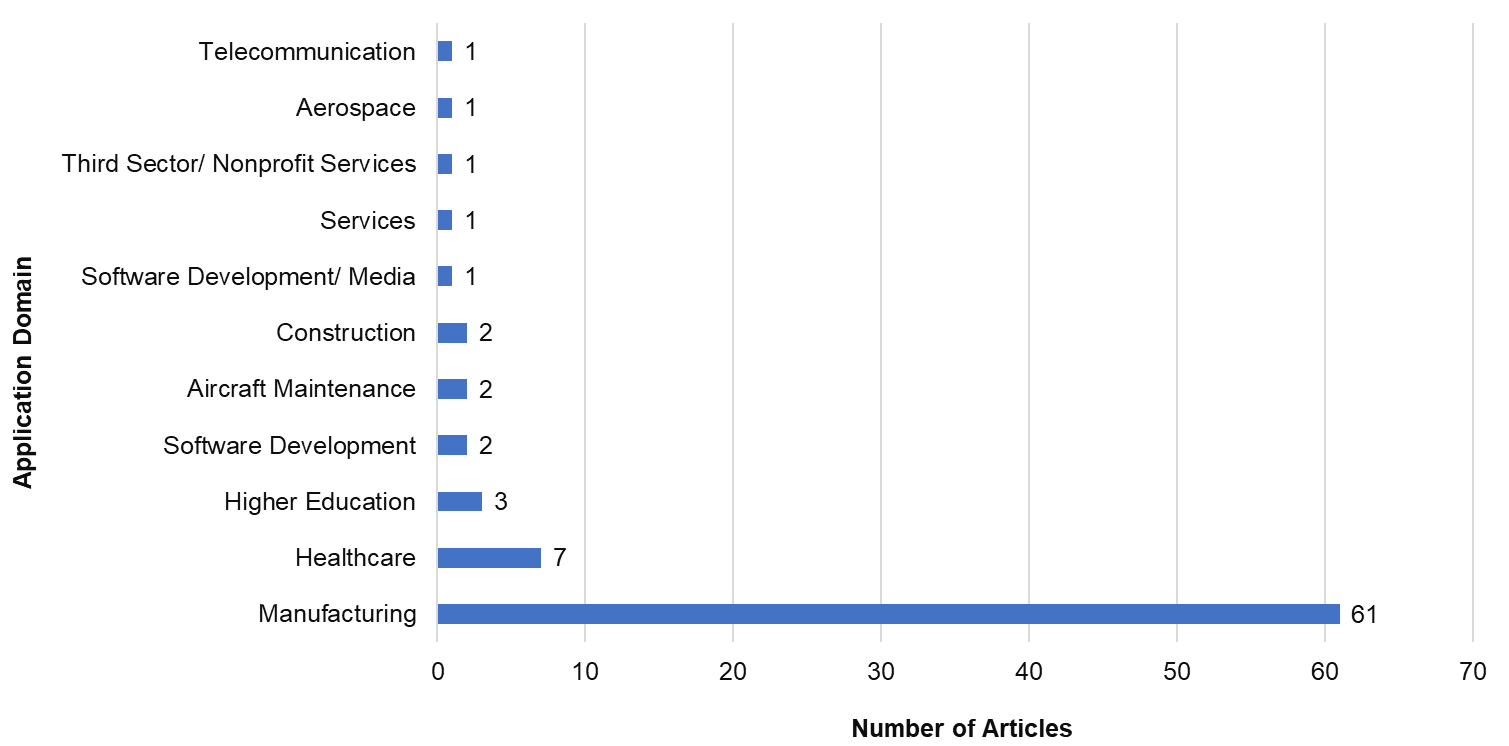 Telecommunication 1
Aerospace 1
Third Sector/ Nonprofit Services 1
Services 1
Software Development/ Media 1
Construction 2
Aircraft Maintenance 2
Software Development 2
Higher Education 3
Healthcare 7
Manufacturing 61
0 10 20 30 40 50 60 70
Number of Articles
Application Domain